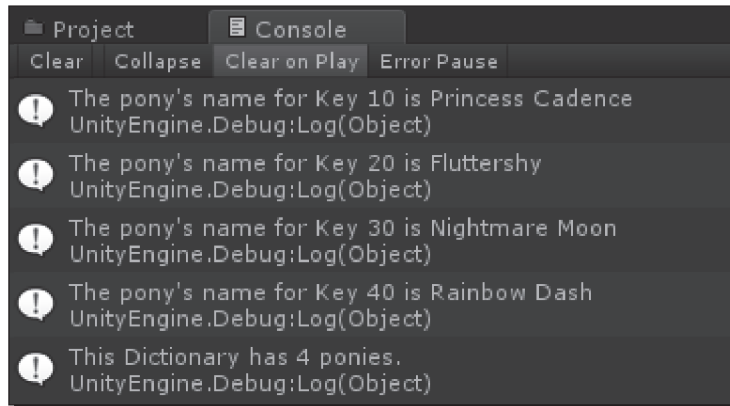 Project Console
Clear Collapse Clear on Play Error Pause
The pony's name for Key 10 is Princess Cadence
UnityEngine.Debug:Log(Object)
The pony's name for Key 20 is Fluttershy
UnityEngine.Debug:Log(Object)
The pony's name for Key 30 is Nightmare Moon
UnityEngine.Debug:Log(Object)
The pony's name for Key 40 is Rainbow Dash
UnityEngine.Debug:Log(Object)
This Dictionary has 4 ponies.
UnityEngine.Debug:Log(Object)